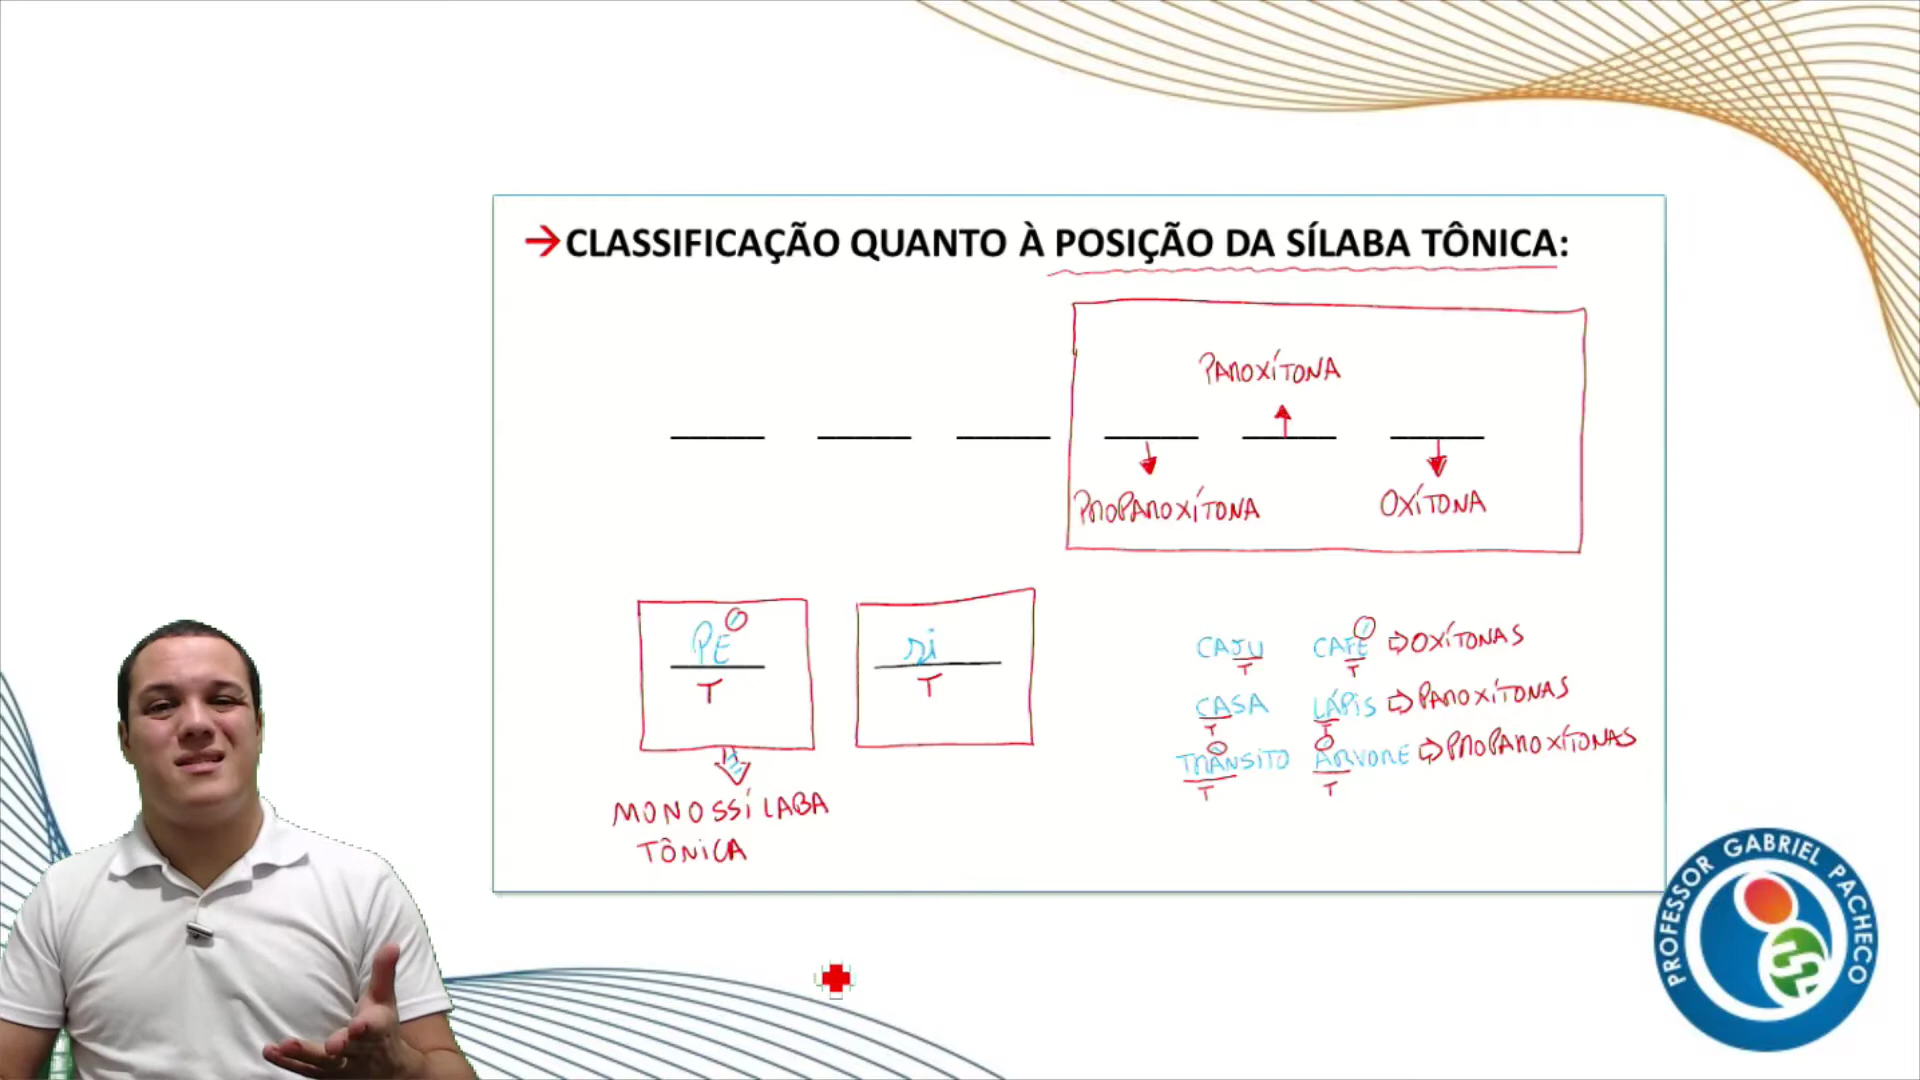 →CLASSIFICAÇÃO QUANTO À POSIÇÃO DA SÍLABA TÔNICA:
PAROXÍTONA
PROPAROXÍTONA
OXÍTONA
PÉ
T
T
MONOSSÍLABA
TÔNICA
CAJU CAFÉ ⇒ OXÍTONAS
T T
CASA LÁPIS ⇒ PAROXÍTONAS
T T
TRÂNSITO ÁRVORE ⇒ PROPAROXÍTONAS
T T
PROFESSOR GABRIEL PACHECO